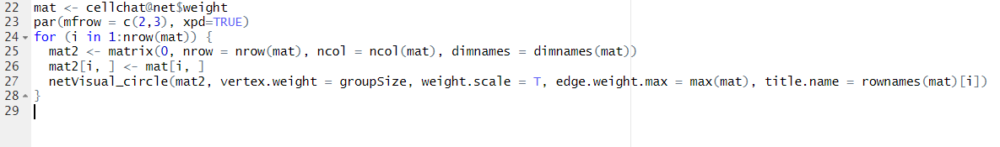 22 mat <- cellchat@net$weight
23 par(mfrow = c(2,3), xpd=TRUE)
24 for (i in 1:nrow(mat)) {
25   mat2 <- matrix(0, nrow = nrow(mat), ncol = ncol(mat), dimnames = dimnames(mat))
26   mat2[i, ] <- mat[i, ]
27   netVisual_circle(mat2, vertex.weight = groupSize, weight.scale = T, edge.weight.max = max(mat), title.name = rownames(mat)[i])
28 }
29